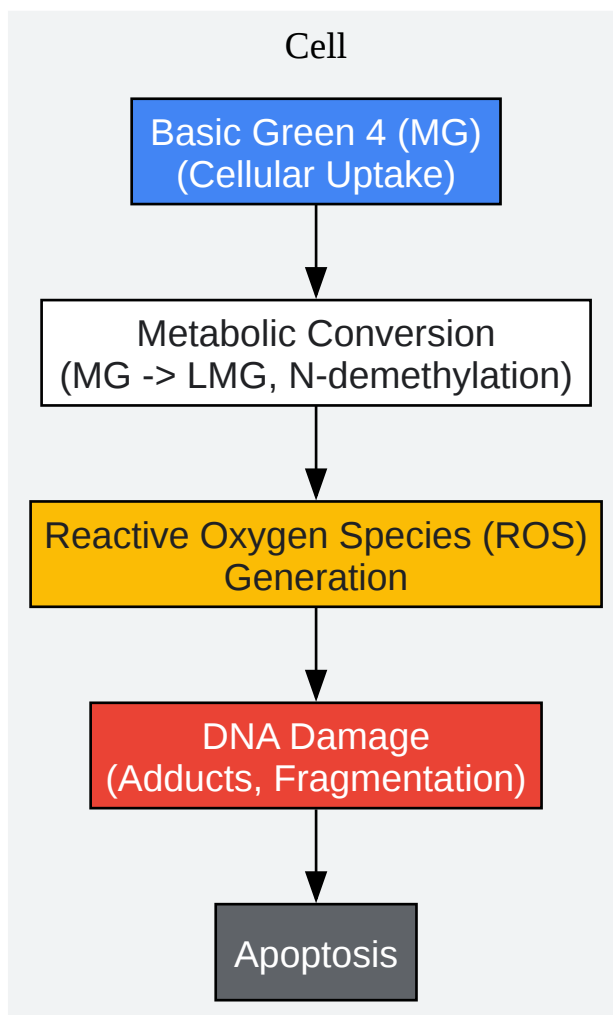 Cell
Basic Green 4 (MG)
(Cellular Uptake)
Metabolic Conversion
(MG -> LMG, N-demethylation)
Reactive Oxygen Species (ROS)
Generation
DNA Damage
(Adducts, Fragmentation)
Apoptosis